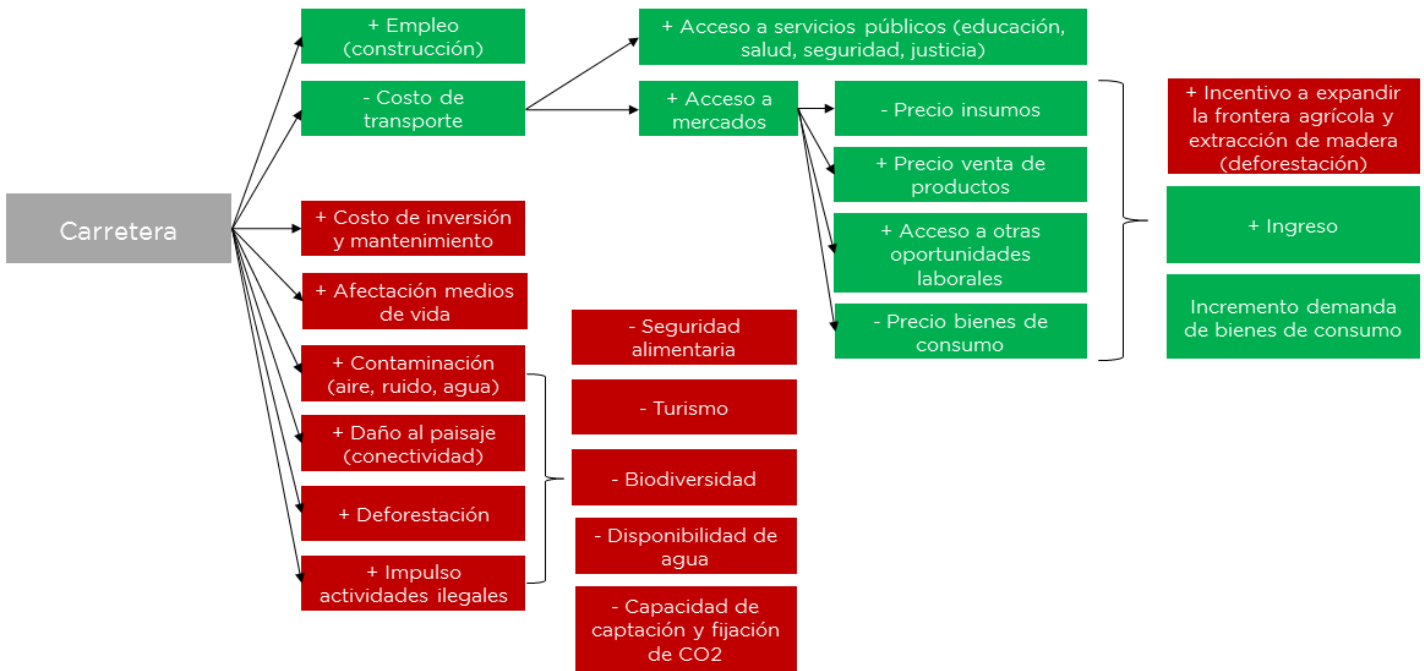 Carretera
+ Empleo
(construcción)
- Costo de
transporte
+ Costo de inversión
y mantenimiento
+ Afectación medios
de vida
+ Contaminación
(aire, ruido, agua)
+ Daño al paisaje
(conectividad)
+ Deforestación
+ Impulso
actividades ilegales
+ Acceso a servicios públicos (educación,
salud, seguridad, justicia)
+ Acceso a
mercados
- Seguridad
alimentaria
- Turismo
- Biodiversidad
- Disponibilidad de
agua
- Capacidad de
captación y fijación
de CO2
- Precio insumos
+ Precio venta de
productos
+ Acceso a otras
oportunidades
laborales
- Precio bienes de
consumo
+ Incentivo a expandir
la frontera agrícola y
extracción de madera
(deforestación)
+ Ingreso
Incremento demanda
de bienes de consumo